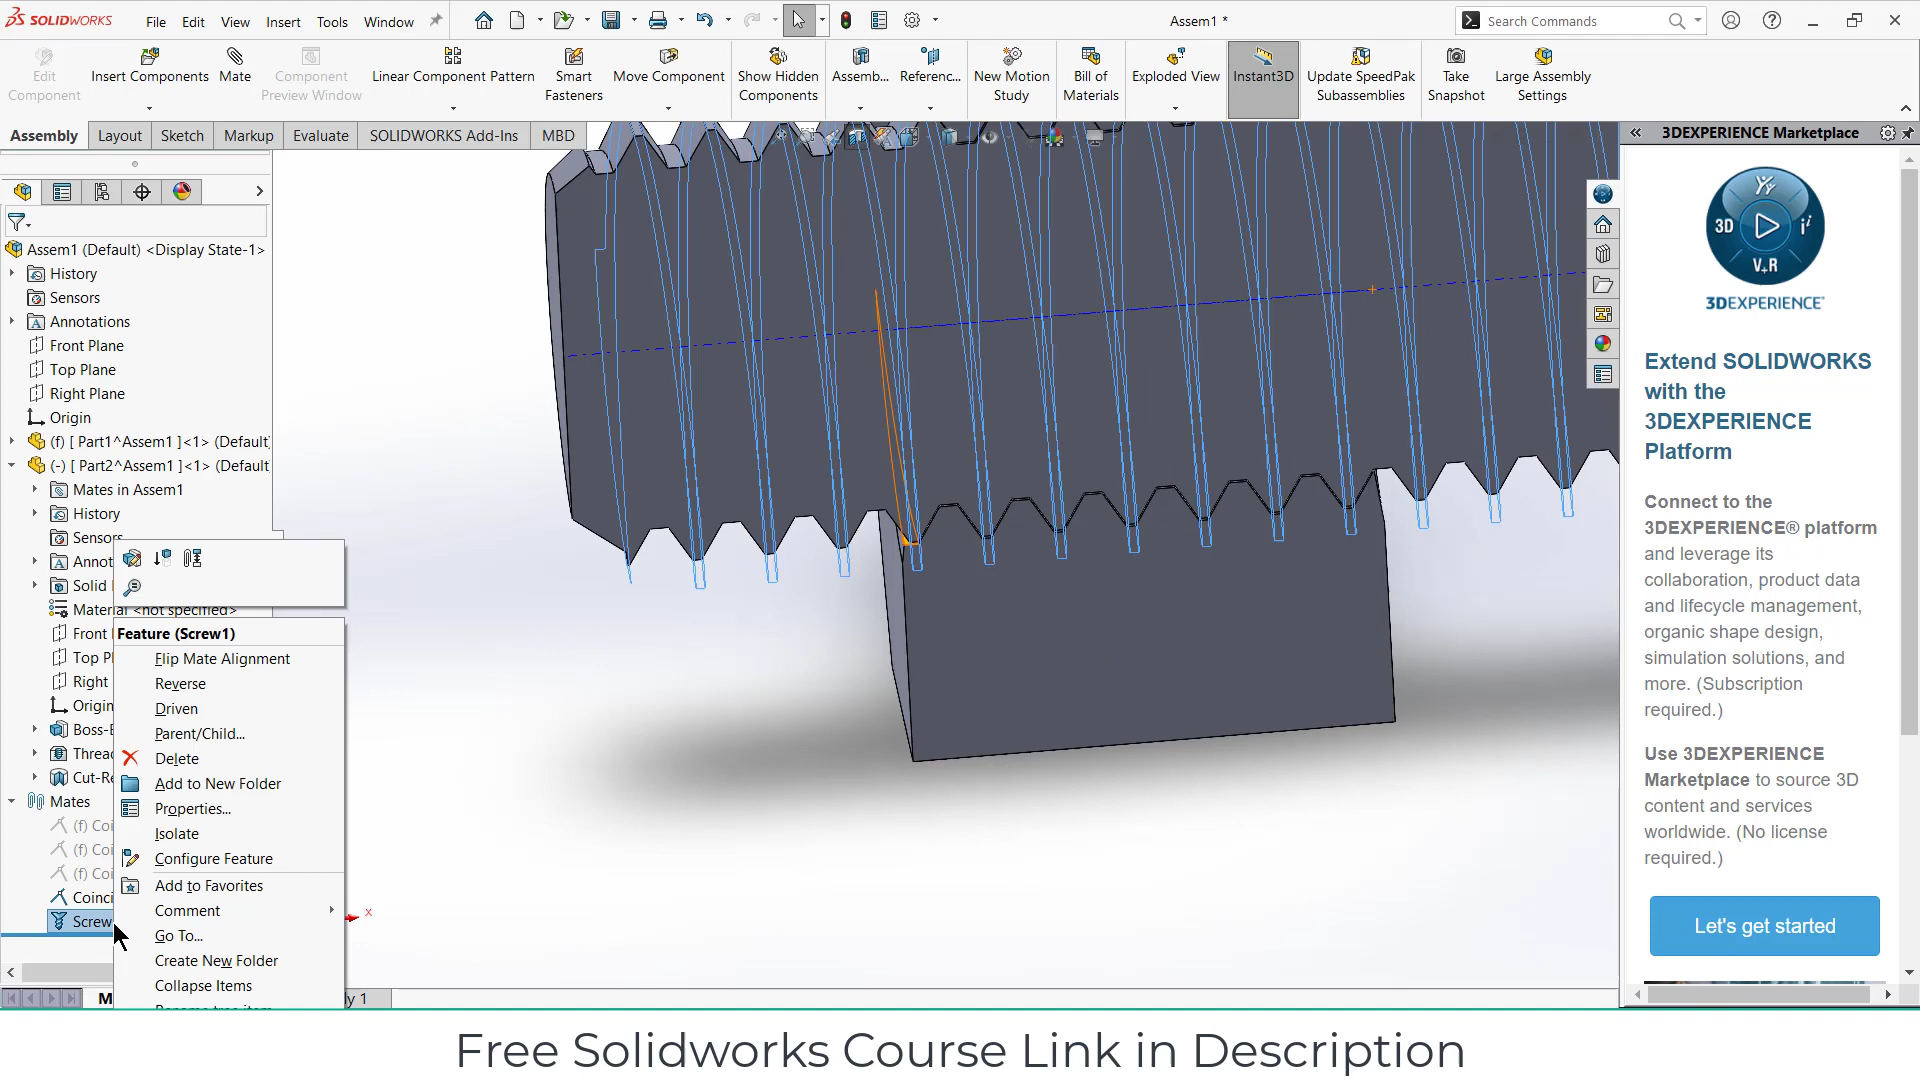 SOLIDWORKS File Edit View Insert Tools Window Assem1 * Search Commands
Edit Component
Insert Components
Mate
Component Preview Window
Linear Component Pattern
Smart Fasteners
Move Component
Show Hidden Components
Assemb...
Referenc...
New Motion Study
Bill of Materials
Exploded View
Instant3D
Update SpeedPak Subassemblies
Take Snapshot
Large Assembly Settings
Assembly Layout Sketch Markup Evaluate SOLIDWORKS Add-Ins MBD
3DEXPERIENCE Marketplace
Assem1 (Default) <Display State-1>
History
Sensors
Annotations
Front Plane
Top Plane
Right Plane
Origin
(f) [ Part1^Assem1 ]<1> (Default
(-) [ Part2^Assem1 ]<1> (Default
Mates in Assem1
History
Sensors
Annot
Solid
Material <not specified>
Front
Top P
Right
Origin
Boss-E
Threa
Cut-Re
Mates
(f) Coi
(f) Coi
(f) Coi
Coinci
Screw
Feature (Screw1)
Flip Mate Alignment
Reverse
Driven
Parent/Child...
Delete
Add to New Folder
Properties...
Isolate
Configure Feature
Add to Favorites
Comment
Go To...
Create New Folder
Collapse Items
x
M
y 1
3D
V+R
3DEXPERIENCE
Extend SOLIDWORKS
with the
3DEXPERIENCE
Platform
Connect to the
3DEXPERIENCE® platform
and leverage its
collaboration, product data
and lifecycle management,
organic shape design,
simulation solutions, and
more. (Subscription
required.)
Use 3DEXPERIENCE
Marketplace to source 3D
content and services
worldwide. (No license
required.)
Let's get started
Free Solidworks Course Link in Description